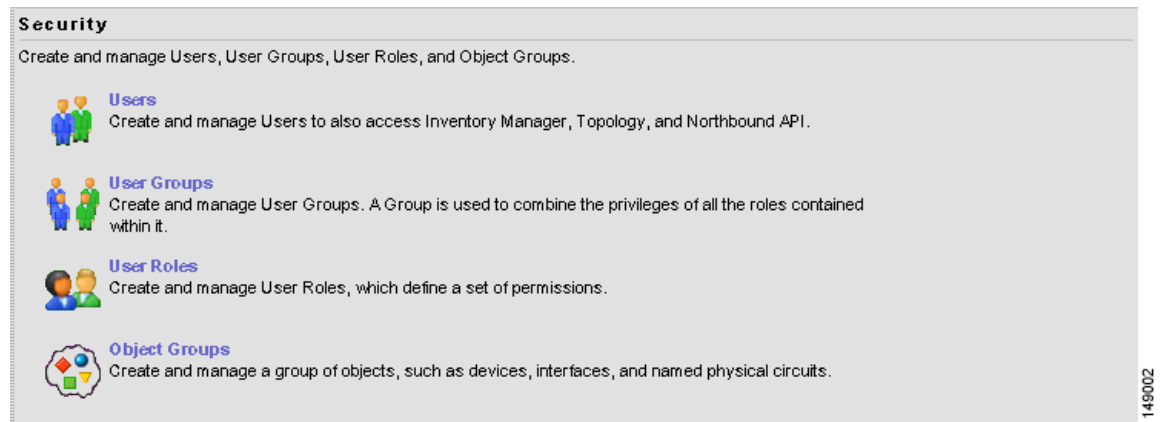 Security
Create and manage Users, User Groups, User Roles, and Object Groups.
Users
Create and manage Users to also access Inventory Manager, Topology, and Northbound API.
User Groups
Create and manage User Groups. A Group is used to combine the privileges of all the roles contained
within it.
User Roles
Create and manage User Roles, which define a set of permissions.
Object Groups
Create and manage a group of objects, such as devices, interfaces, and named physical circuits.
149002